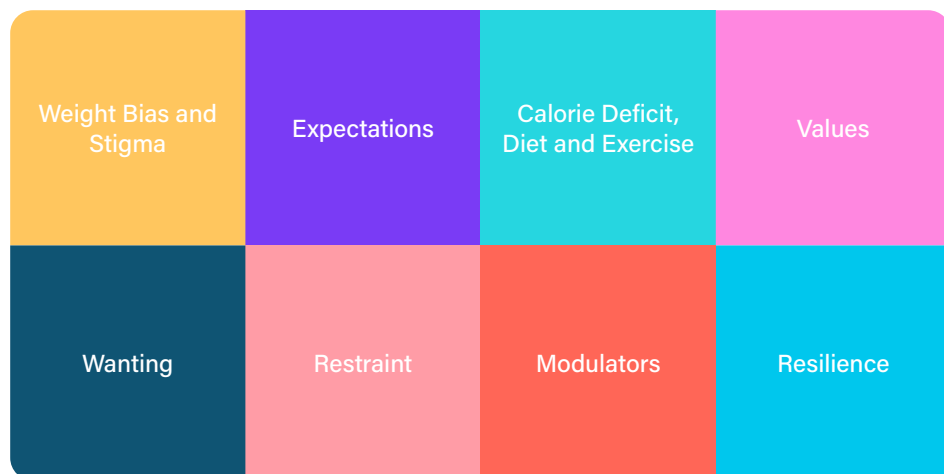 Weight Bias and
Stigma
Expectations
Calorie Deficit,
Diet and Exercise
Values
Wanting
Restraint
Modulators
Resilience